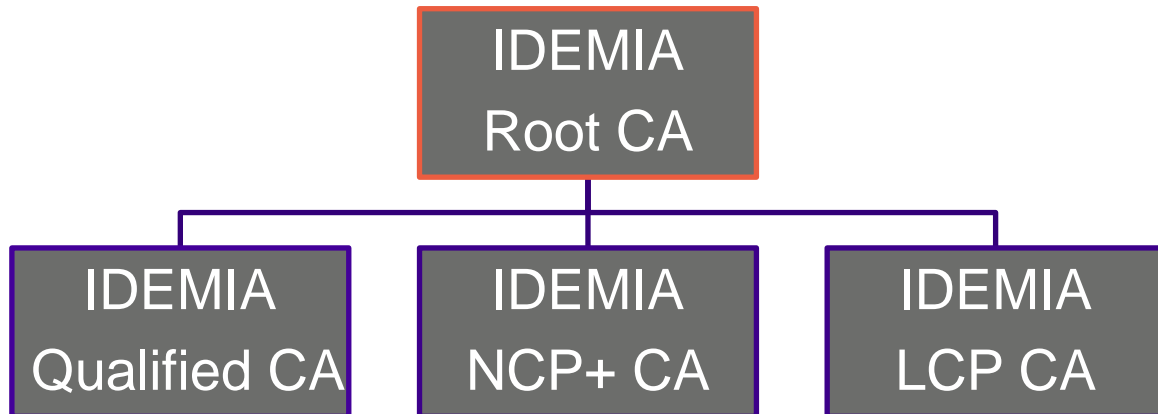 IDEMIA
Root CA
IDEMIA
Qualified CA
IDEMIA
NCP+ CA
IDEMIA
LCP CA